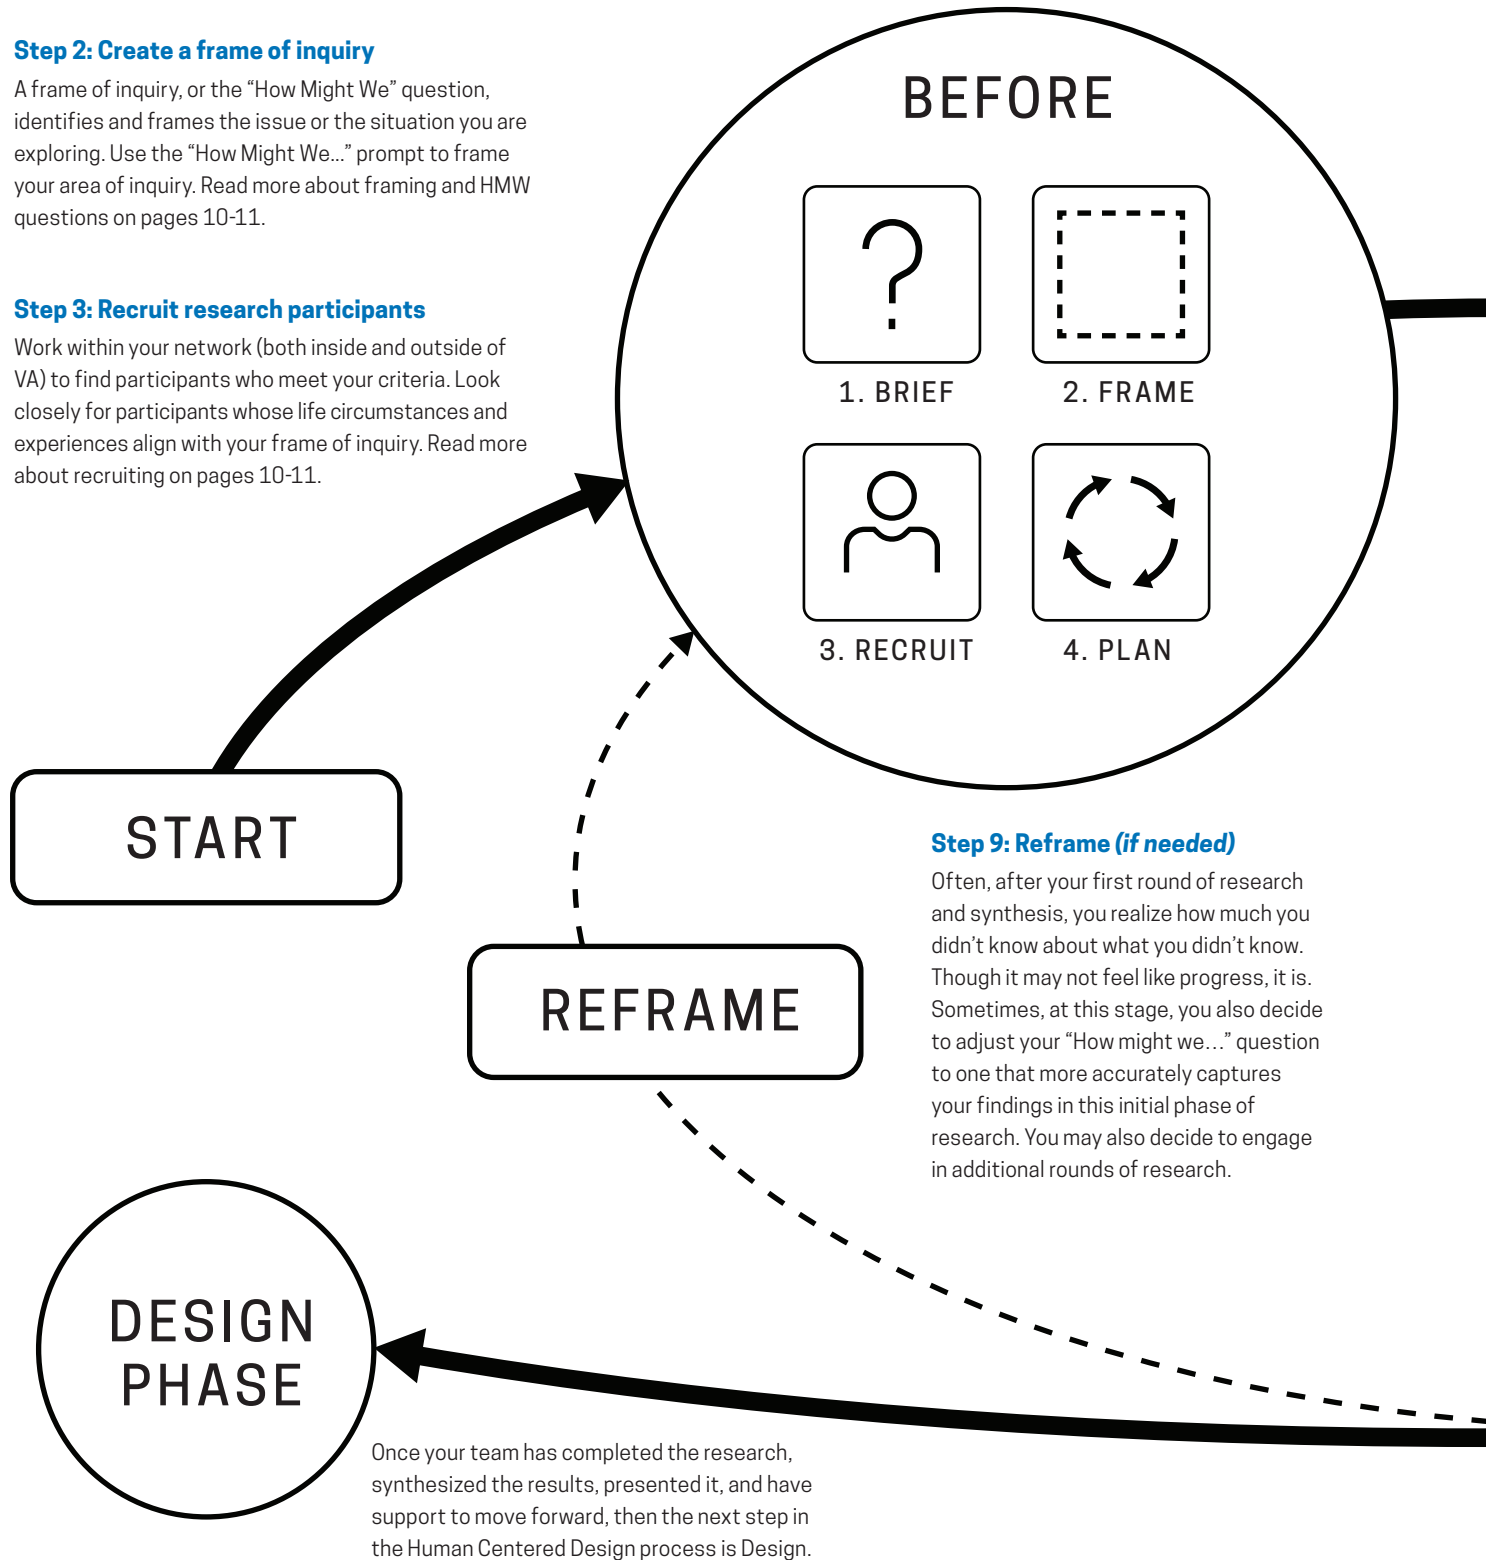 Step 2: Create a frame of inquiry
A frame of inquiry, or the “How Might We” question,
identifies and frames the issue or the situation you are
exploring. Use the “How Might We...” prompt to frame
your area of inquiry. Read more about framing and HMW
questions on pages 10-11.
Step 3: Recruit research participants
Work within your network (both inside and outside of
VA) to find participants who meet your criteria. Look
closely for participants whose life circumstances and
experiences align with your frame of inquiry. Read more
about recruiting on pages 10-11.
BEFORE
?
1. BRIEF
2. FRAME
3. RECRUIT
4. PLAN
START
REFRAME
Step 9: Reframe (if needed)
Often, after your first round of research
and synthesis, you realize how much you
didn’t know about what you didn’t know.
Though it may not feel like progress, it is.
Sometimes, at this stage, you also decide
to adjust your “How might we…” question
to one that more accurately captures
your findings in this initial phase of
research. You may also decide to engage
in additional rounds of research.
DESIGN
PHASE
Once your team has completed the research,
synthesized the results, presented it, and have
support to move forward, then the next step in
the Human Centered Design process is Design.